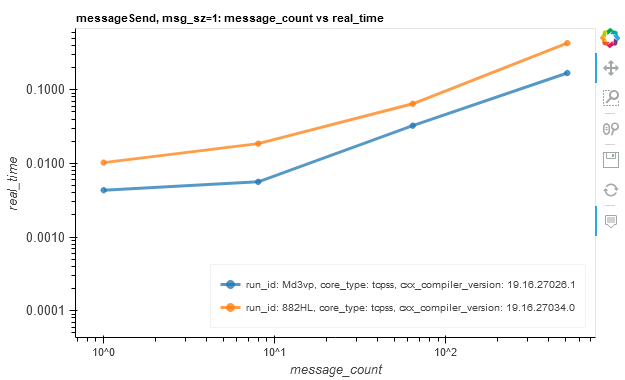 messageSend, msg_sz=1: message_count vs real_time
real_time
0.1000
0.0100
0.0010
0.0001
run_id: Md3vp, core_type: tcpss, cxx_compiler_version: 19.16.27026.1
run_id: 882HL, core_type: tcpss, cxx_compiler_version: 19.16.27034.0
10^0
10^1
10^2
message_count